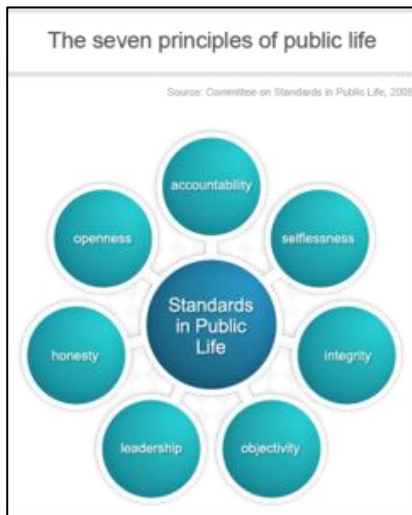 The seven principles of public life
Source: Committee on Standards in Public Life, 2008
accountability
openness
selflessness
Standards
in Public
Life
honesty
integrity
leadership
objectivity